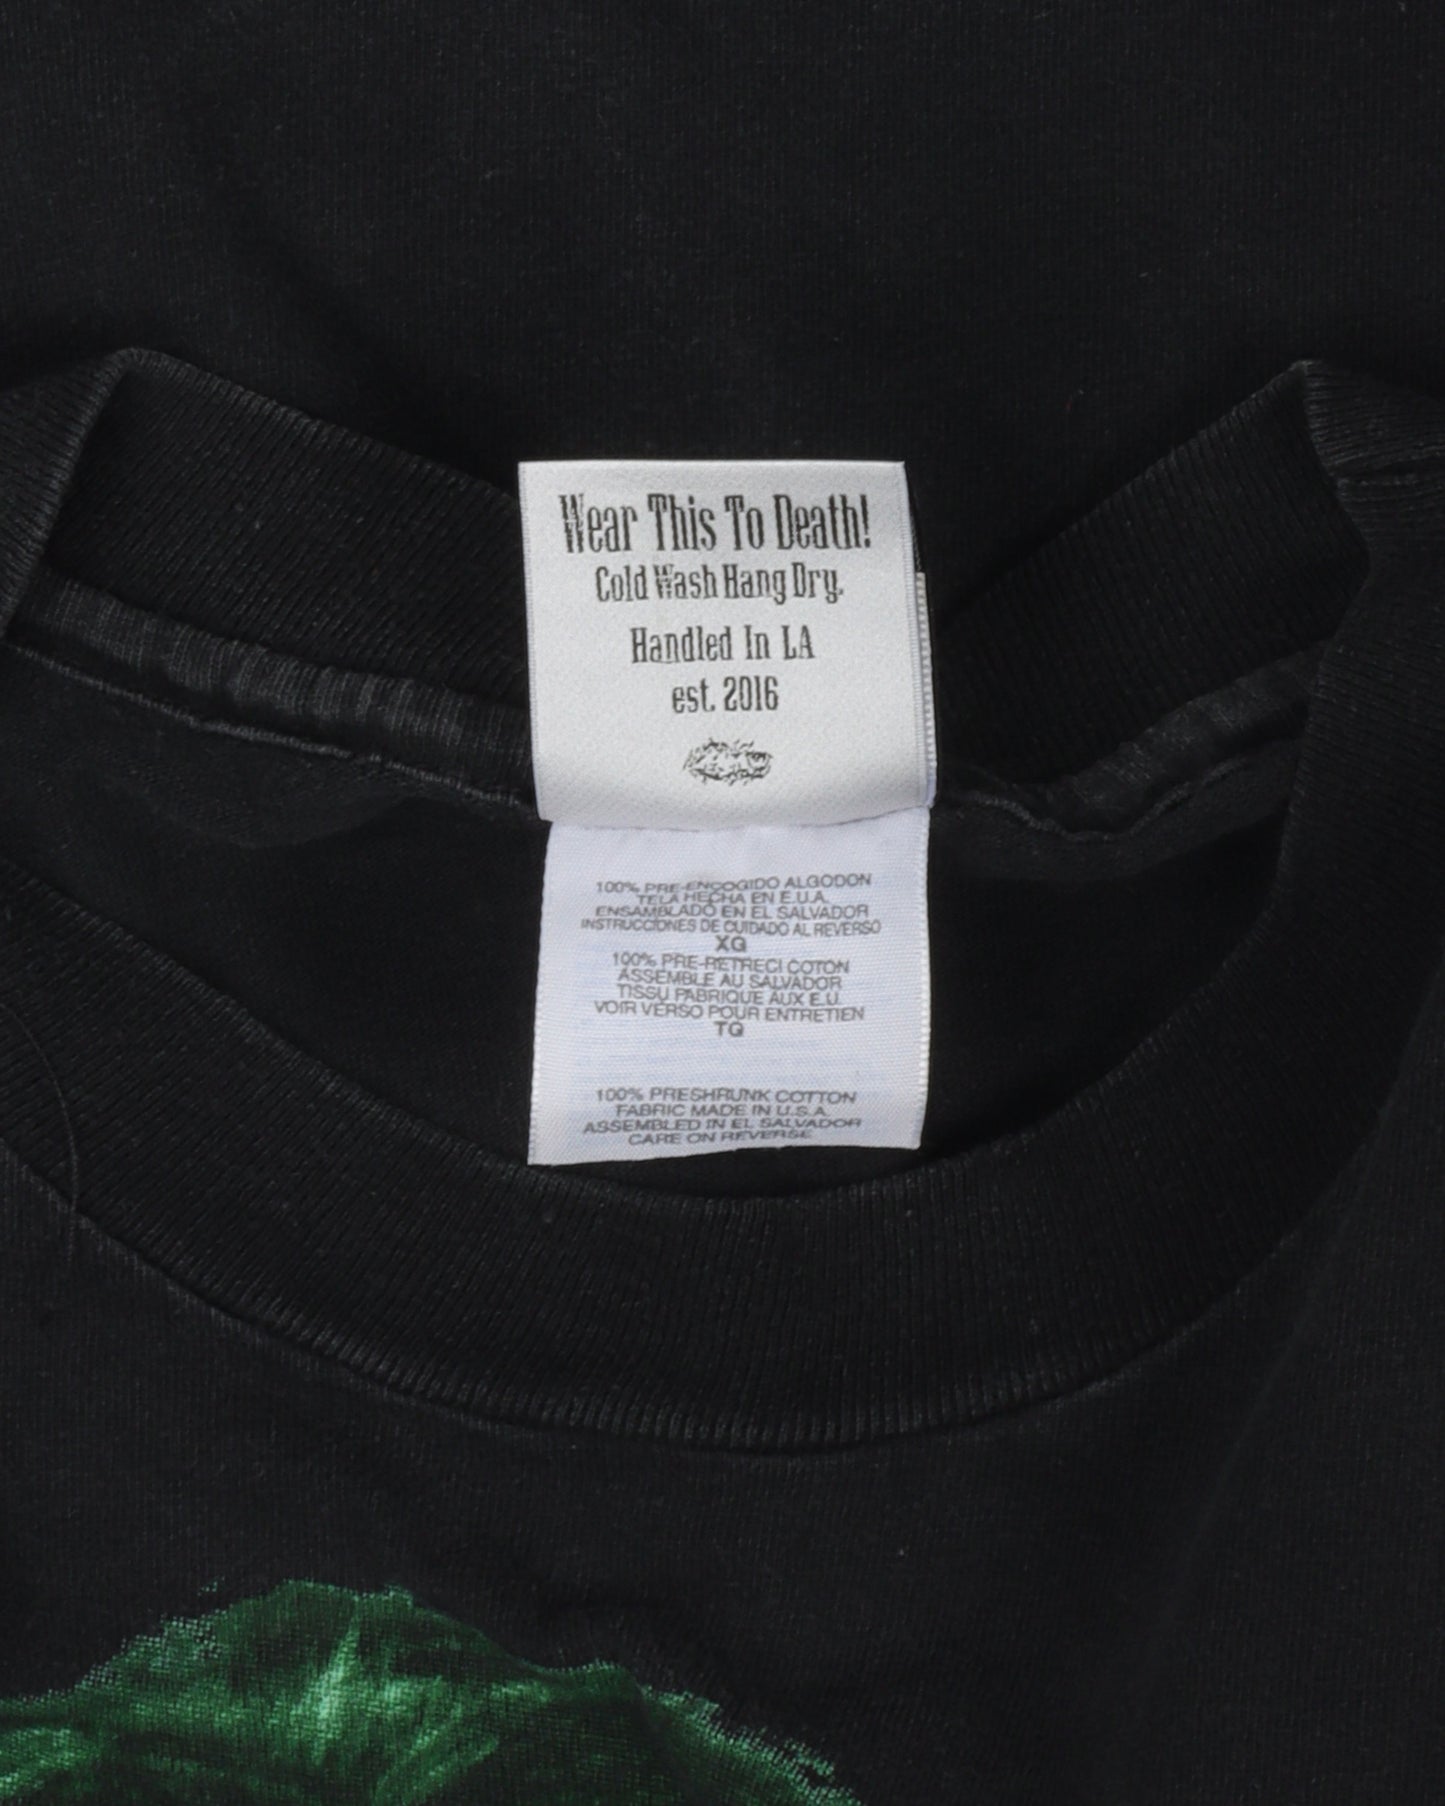 Wear This To Death!
Cold Wash Hang Dry.
Handled In LA
est. 2016
100% PRE-ENCOGIDO ALGODON
TELA HECHA EN E.U.A.
ENSAMBLADO EN EL SALVADOR
INSTRUCCIONES DE CUIDADO AL REVERSO
XG
100% PRE-RETRECI COTON
ASSEMBLE AU SALVADOR
TISSU FABRIQUE AUX E.U.
VOIR VERSO POUR ENTRETIEN
TG
100% PRESHRUNK COTTON
FABRIC MADE IN U.S.A.
ASSEMBLED IN EL SALVADOR
CARE ON REVERSE